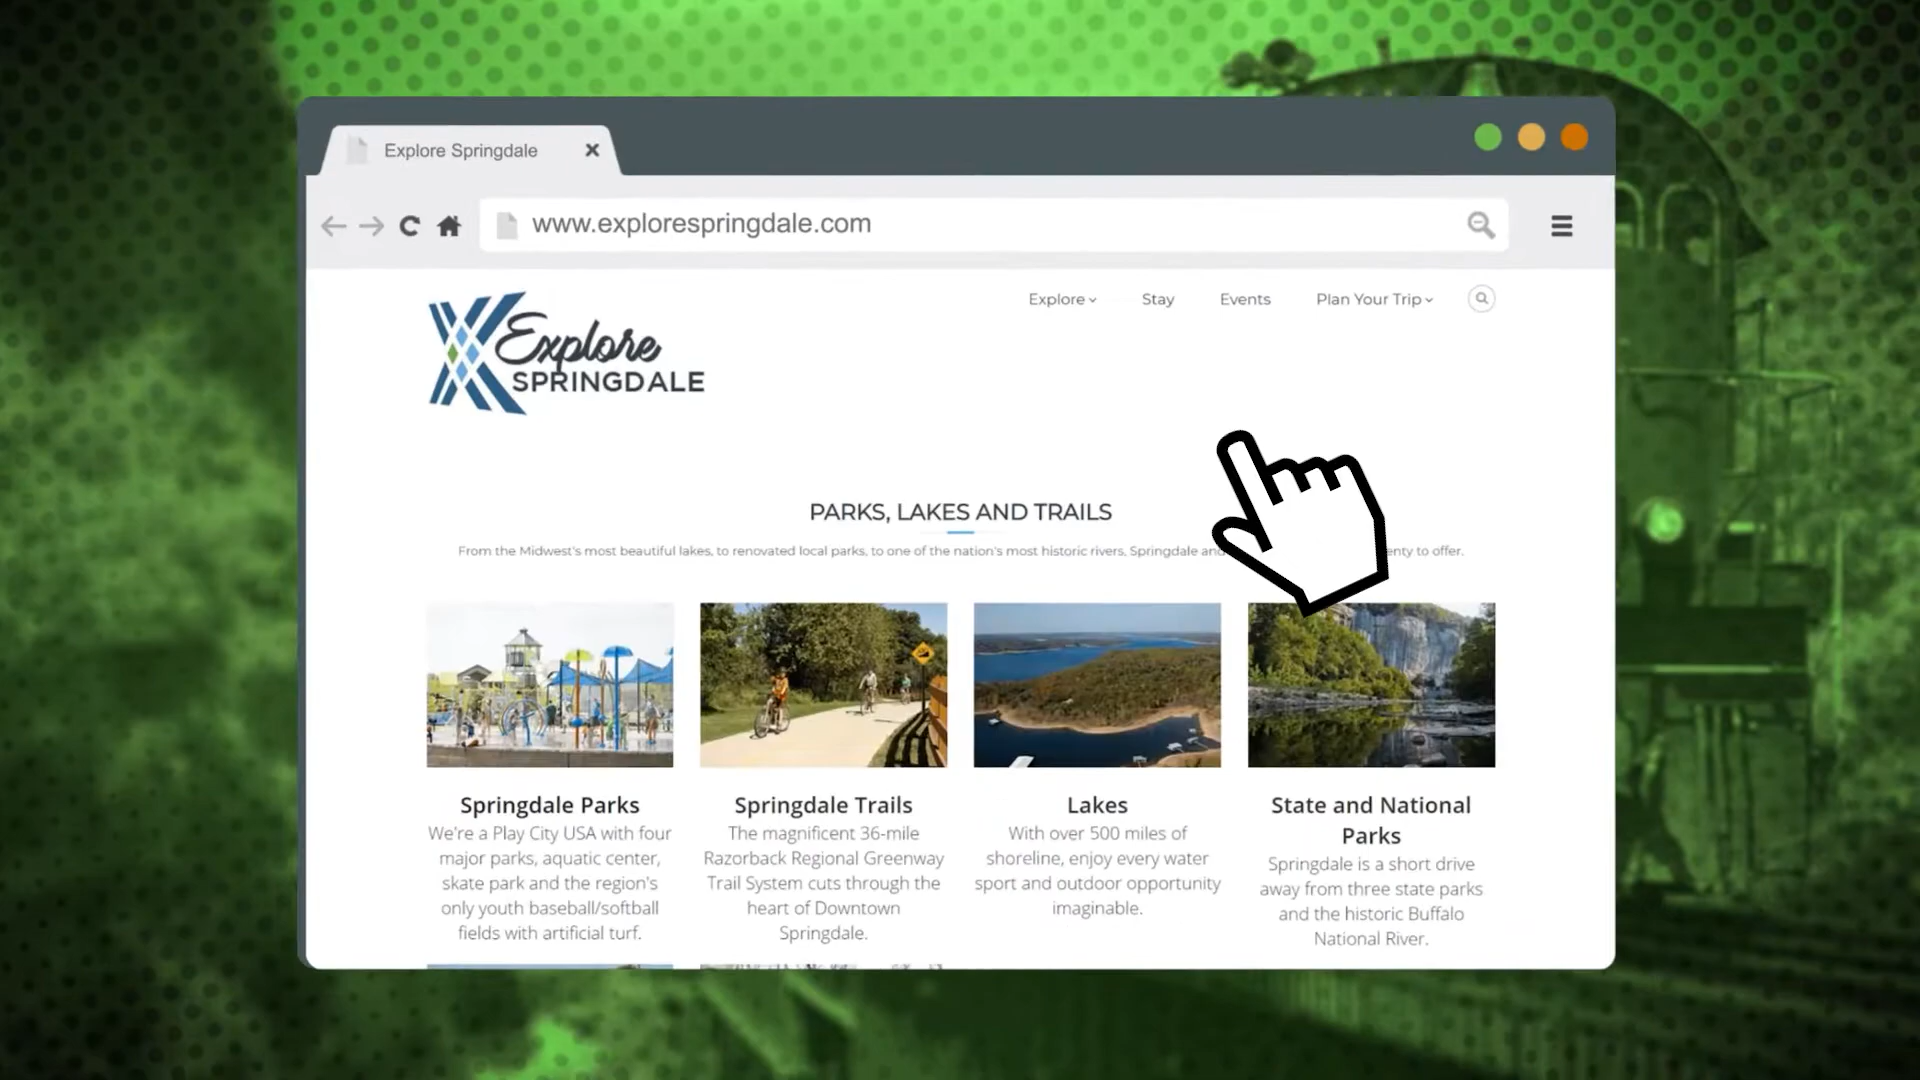 Explore Springdale
www.explorespringdale.com
Explore Stay Events Plan Your Trip
Explore
SPRINGDALE
PARKS, LAKES AND TRAILS
From the Midwest's most beautiful lakes, to renovated local parks, to one of the nation's most historic rivers, Springdale and enty to offer.
Springdale Parks
We're a Play City USA with four
major parks, aquatic center,
skate park and the region's
only youth baseball/softball
fields with artificial turf.
Springdale Trails
The magnificent 36-mile
Razorback Regional Greenway
Trail System cuts through the
heart of Downtown
Springdale.
Lakes
With over 500 miles of
shoreline, enjoy every water
sport and outdoor opportunity
imaginable.
State and National
Parks
Springdale is a short drive
away from three state parks
and the historic Buffalo
National River.